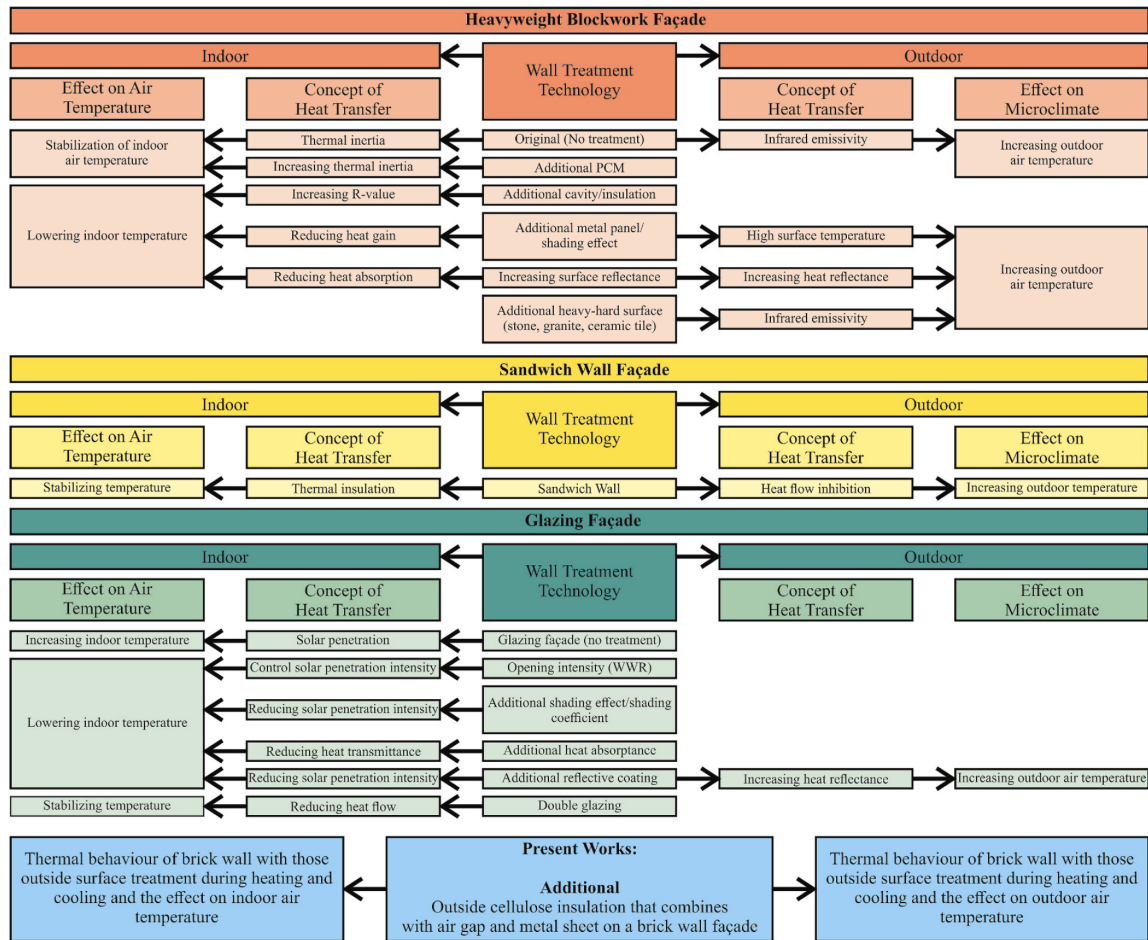 Heavyweight Blockwork Façade
Indoor
Wall Treatment
Technology
Outdoor
Effect on Air
Temperature
Concept of
Heat Transfer
Concept of
Heat Transfer
Effect on
Microclimate
Stabilization of indoor
air temperature
Thermal inertia
Original (No treatment)
Infrared emissivity
Increasing outdoor
air temperature
Increasing thermal inertia
Additional PCM
Lowering indoor temperature
Increasing R-value
Additional cavity/insulation
Reducing heat gain
Additional metal panel/
shading effect
High surface temperature
Increasing outdoor
air temperature
Reducing heat absorption
Increasing surface reflectance
Increasing heat reflectance
Additional heavy-hard surface
(stone, granite, ceramic tile)
Infrared emissivity
Sandwich Wall Façade
Indoor
Wall Treatment
Technology
Outdoor
Effect on Air
Temperature
Concept of
Heat Transfer
Concept of
Heat Transfer
Effect on
Microclimate
Stabilizing temperature
Thermal insulation
Sandwich Wall
Heat flow inhibition
Increasing outdoor temperature
Glazing Façade
Indoor
Wall Treatment
Technology
Outdoor
Effect on Air
Temperature
Concept of
Heat Transfer
Concept of
Heat Transfer
Effect on
Microclimate
Increasing indoor temperature
Solar penetration
Glazing façade (no treatment)
Lowering indoor temperature
Control solar penetration intensity
Opening intensity (WWR)
Reducing solar penetration intensity
Additional shading effect/shading
coefficient
Reducing heat transmittance
Additional heat absorptance
Reducing solar penetration intensity
Additional reflective coating
Increasing heat reflectance
Increasing outdoor air temperature
Stabilizing temperature
Reducing heat flow
Double glazing
Thermal behaviour of brick wall with those
outside surface treatment during heating and
cooling and the effect on indoor air
temperature
Present Works:
Additional
Outside cellulose insulation that combines
with air gap and metal sheet on a brick wall façade
Thermal behaviour of brick wall with those
outside surface treatment during heating and
cooling and the effect on outdoor air
temperature